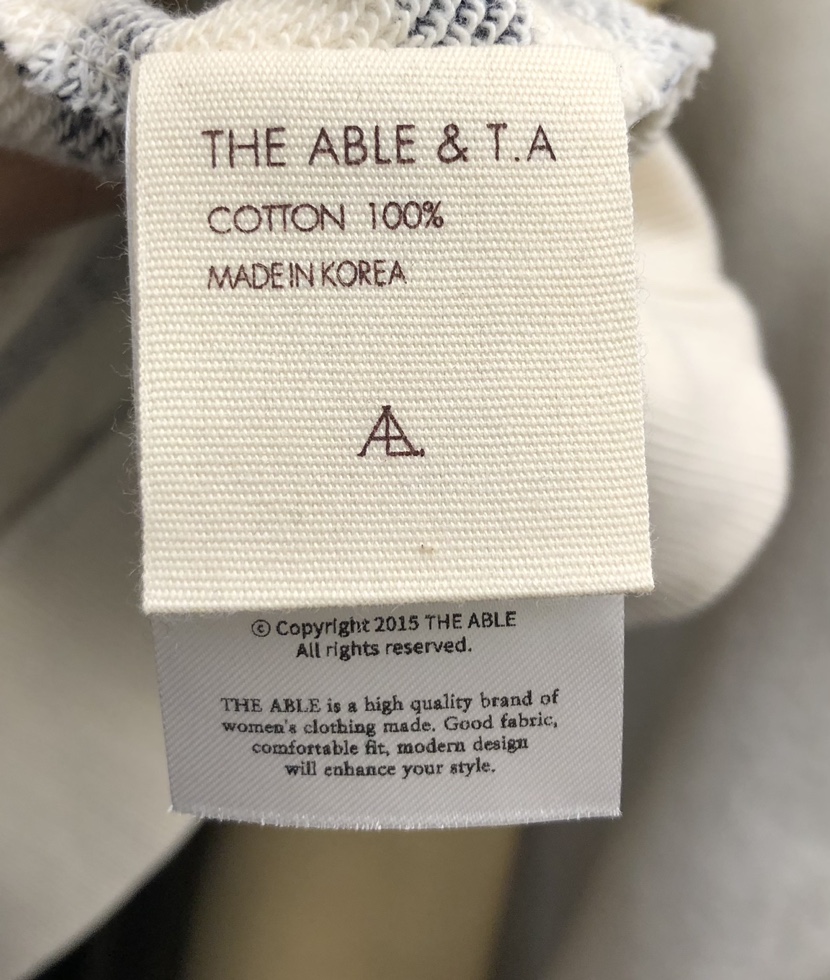 THE ABLE & T.A
COTTON 100%
MADE IN KOREA
AL.
© Copyright 2015 THE ABLE
All rights reserved.
THE ABLE is a high quality brand of
women's clothing made. Good fabric,
comfortable fit, modern design
will enhance your style.